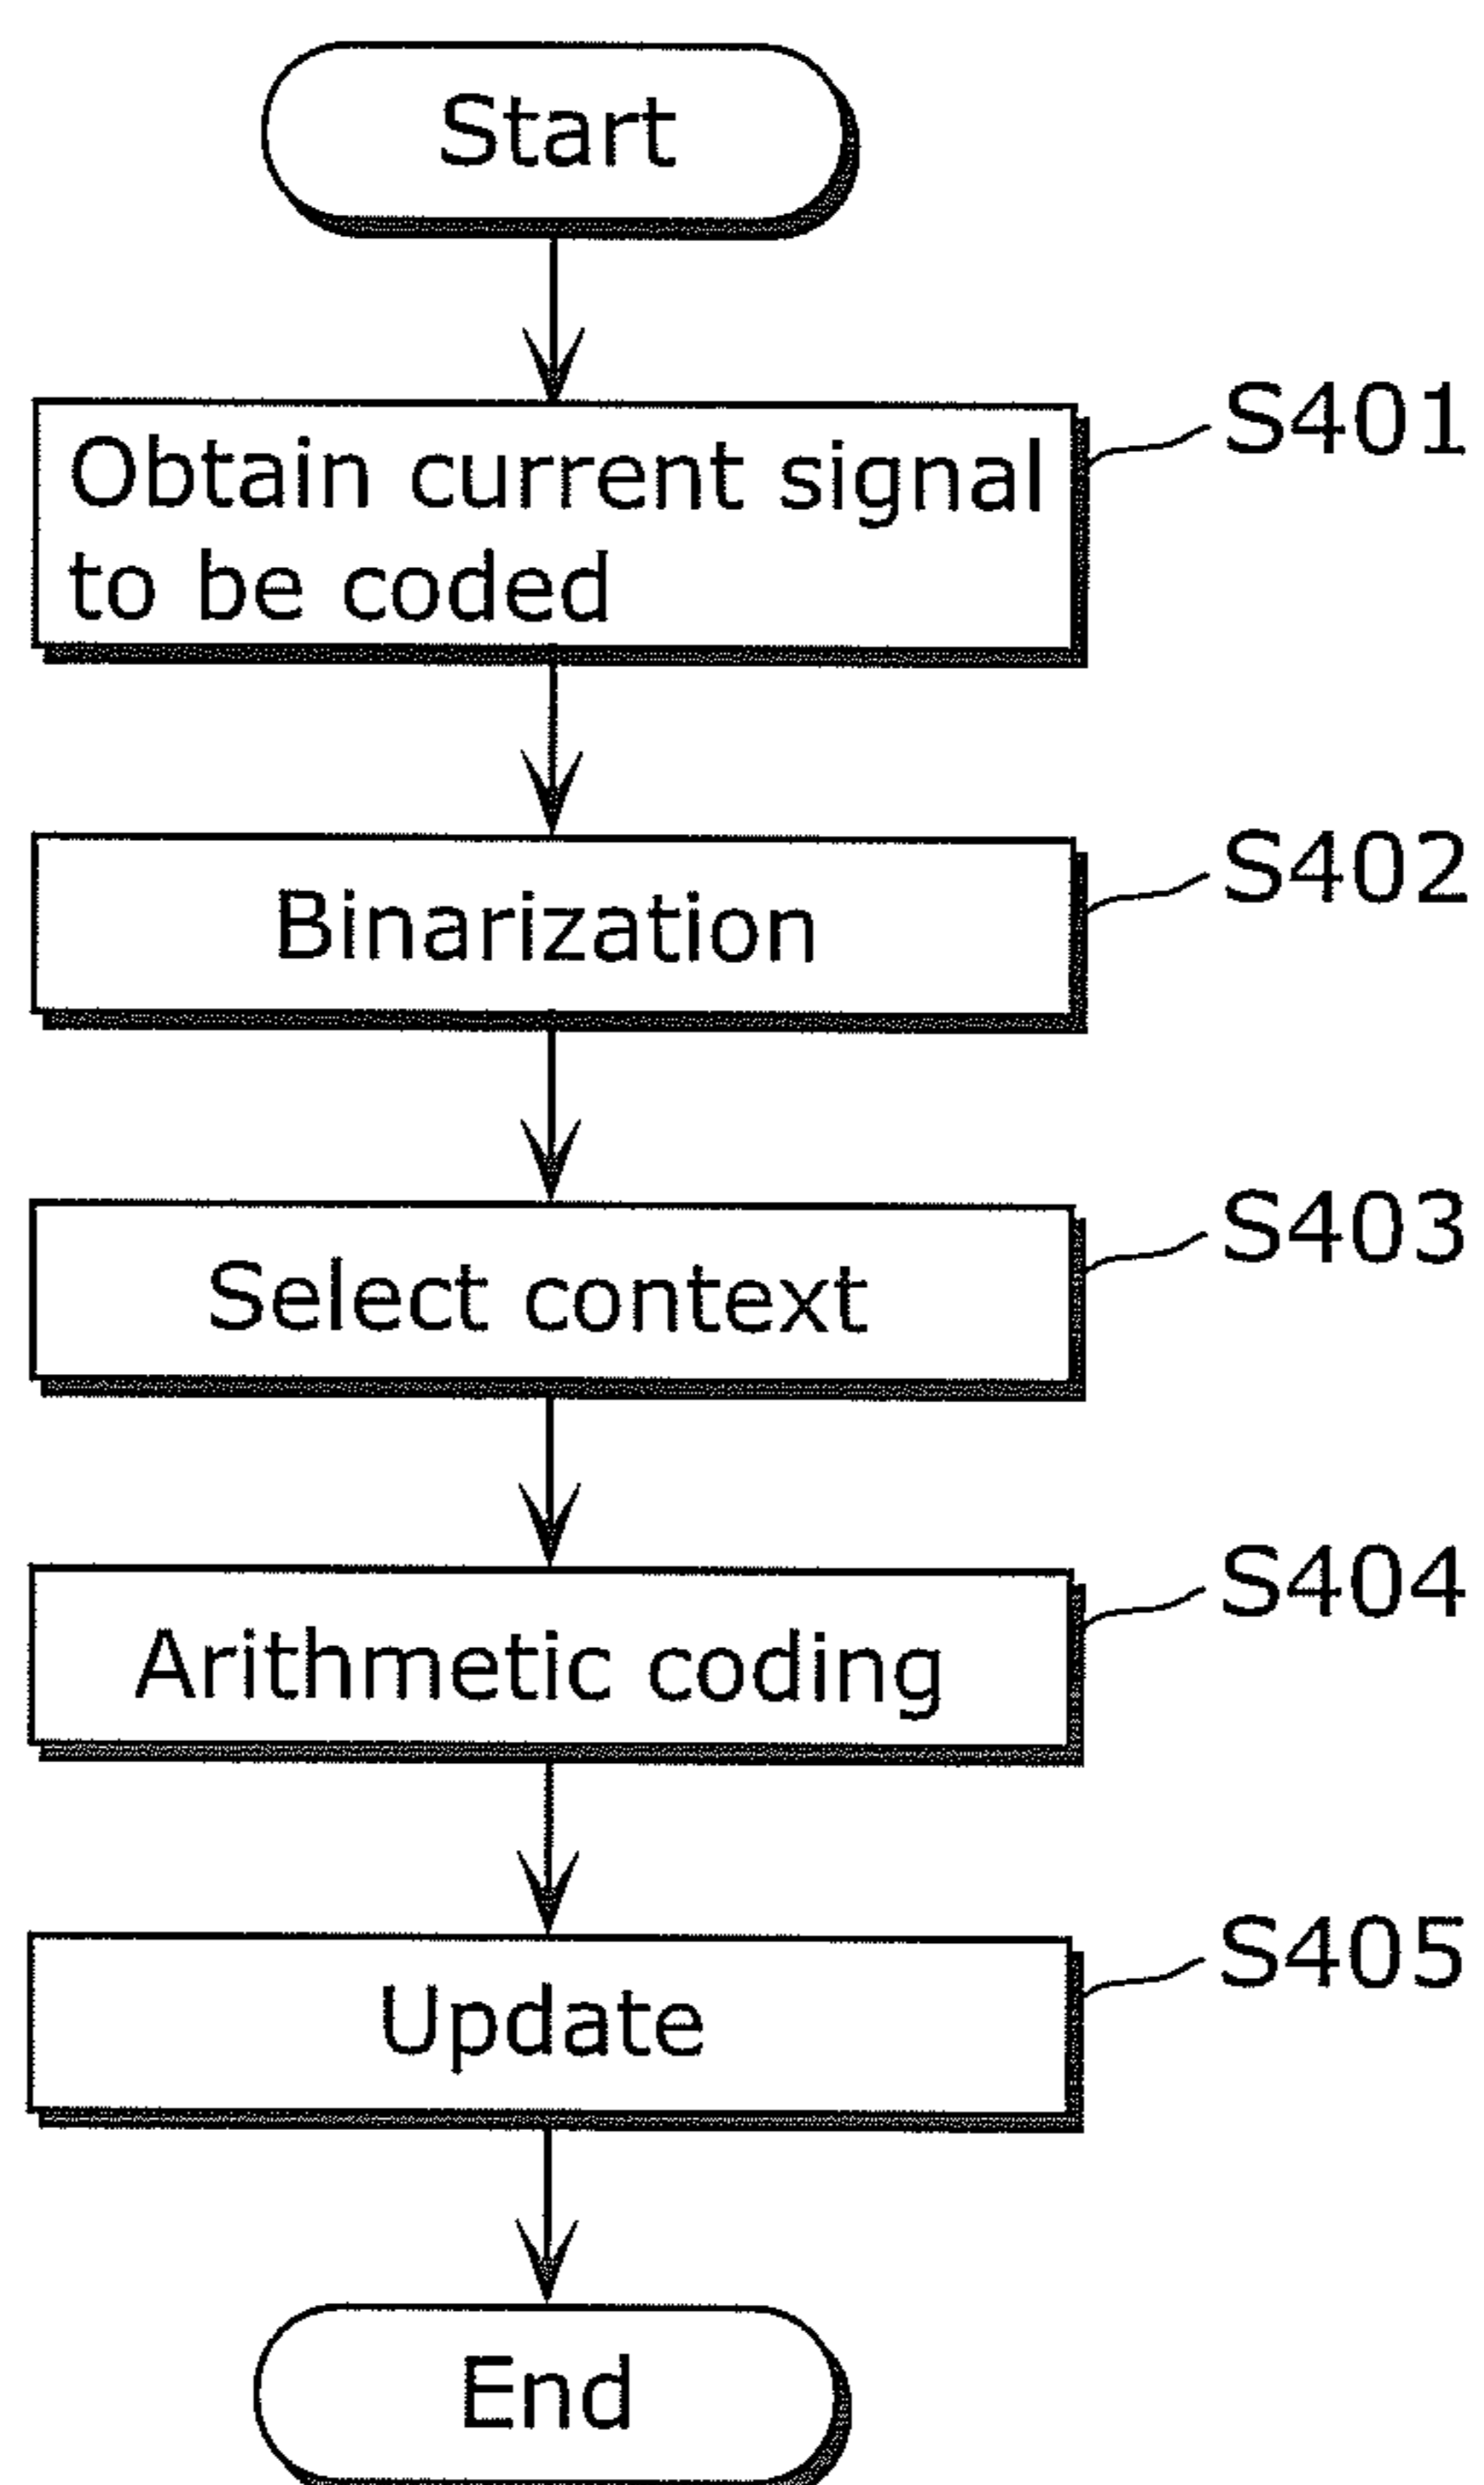 Start
Obtain current signal
to be coded
S401
Binarization
S402
Select context
S403
Arithmetic coding
S404
Update
S405
End